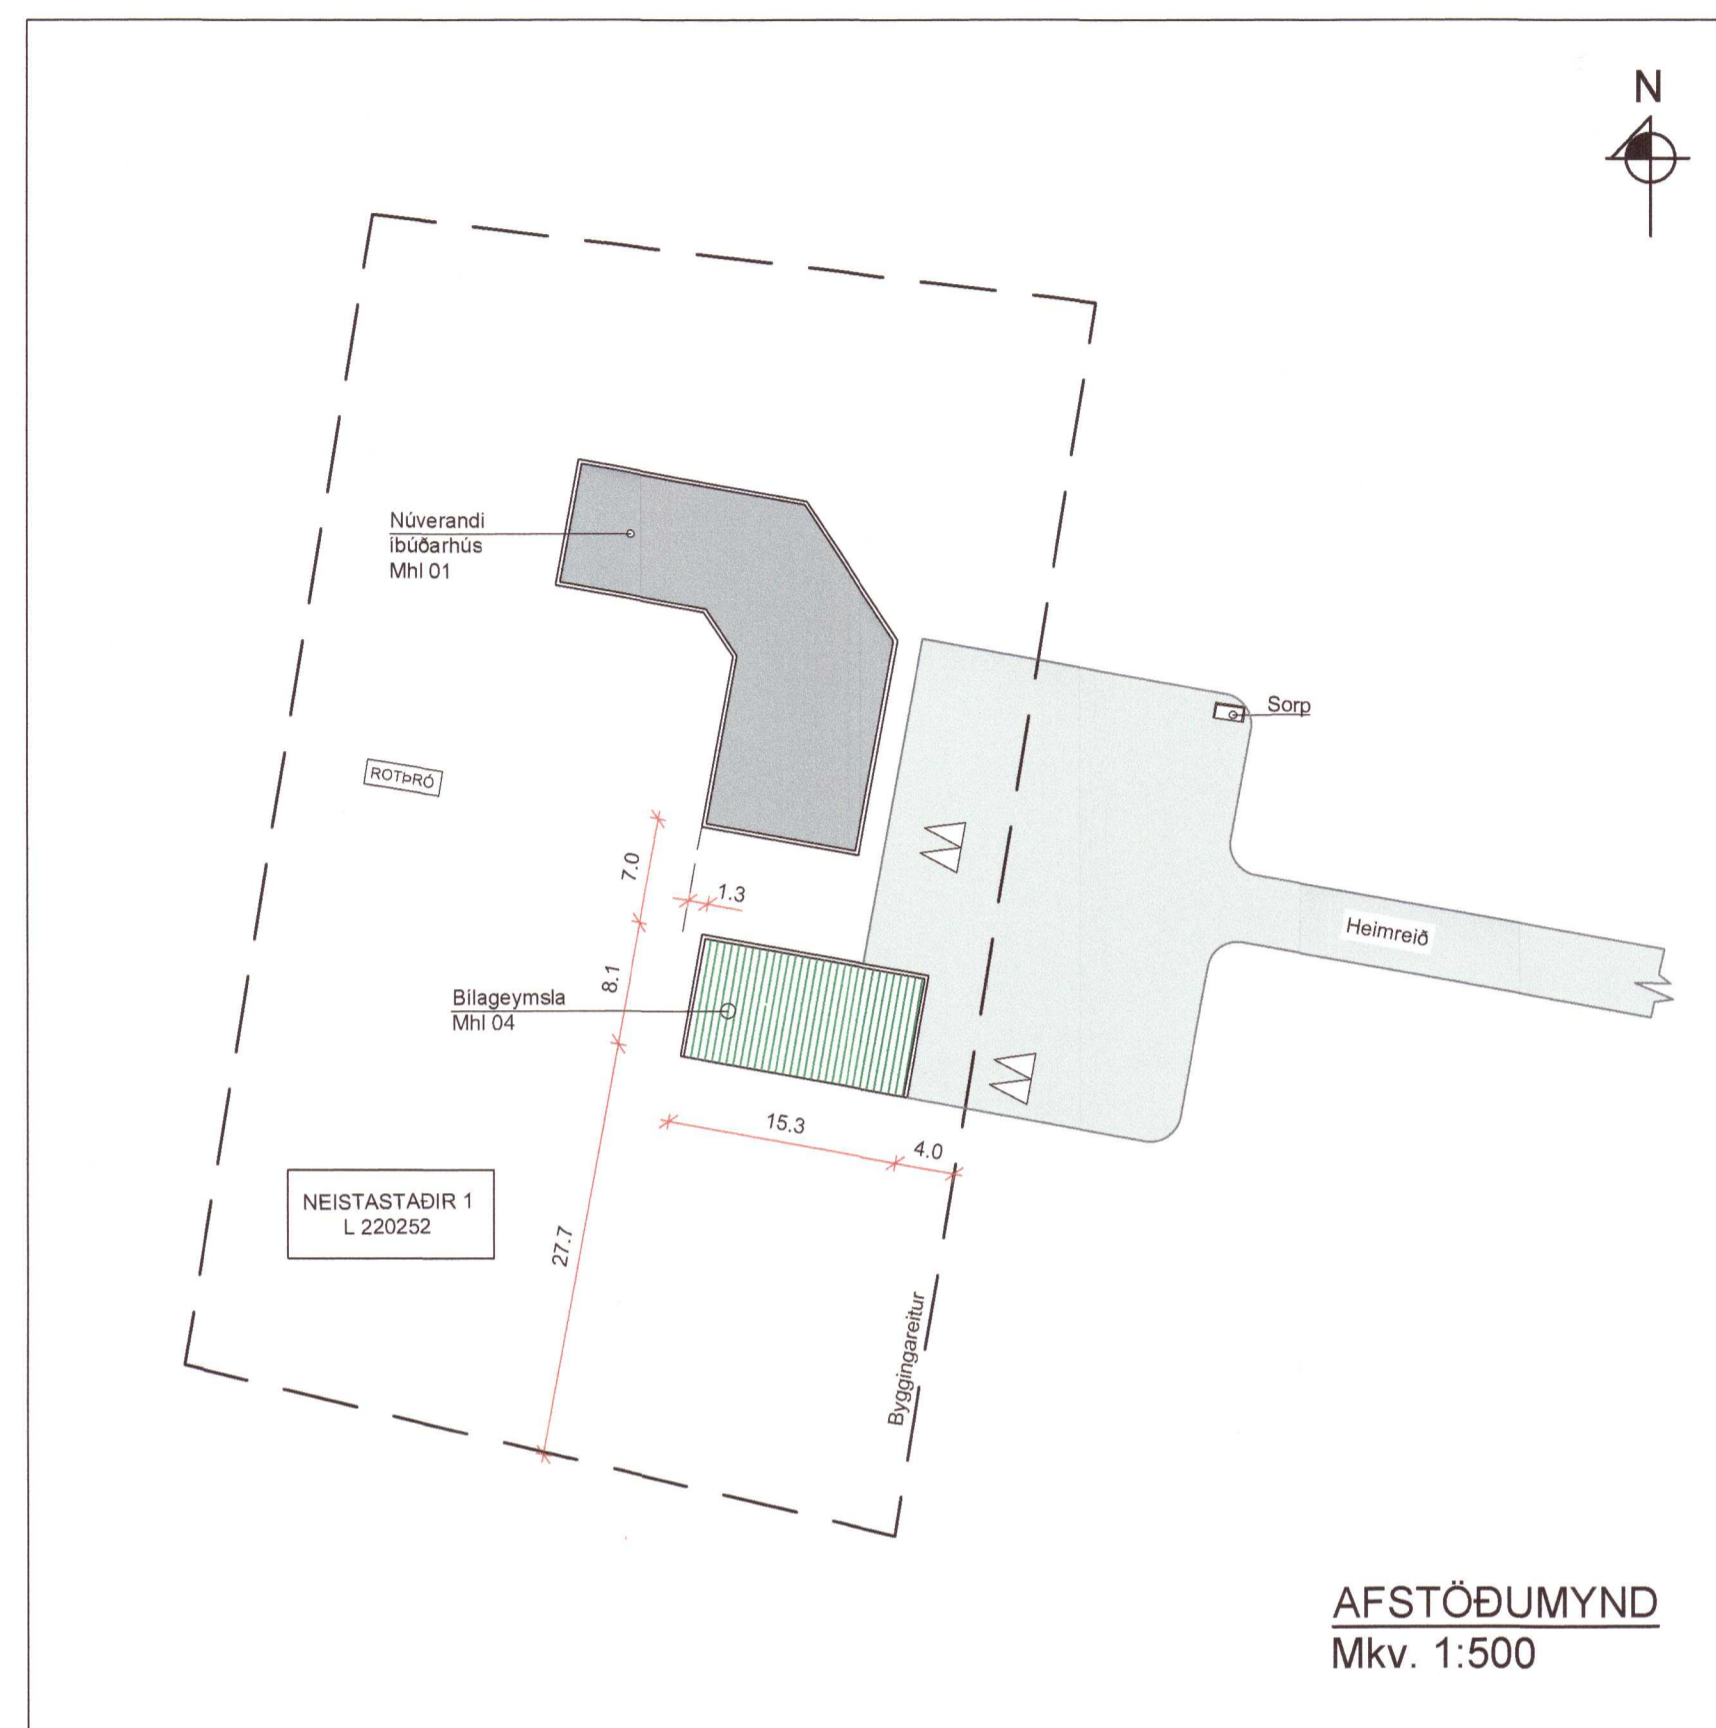 N
Núverandi
íbúðarhús
Mhl 01
Sorp
ROTÞRÓ
7.0
1.3
Heimreið
8.1
Bílageymsla
Mhl 04
15.3
4.0
NEISTASTAÐIR 1
L 220252
27.7
Byggingareitur
AFSTÖÐUMYND
Mkv. 1:500